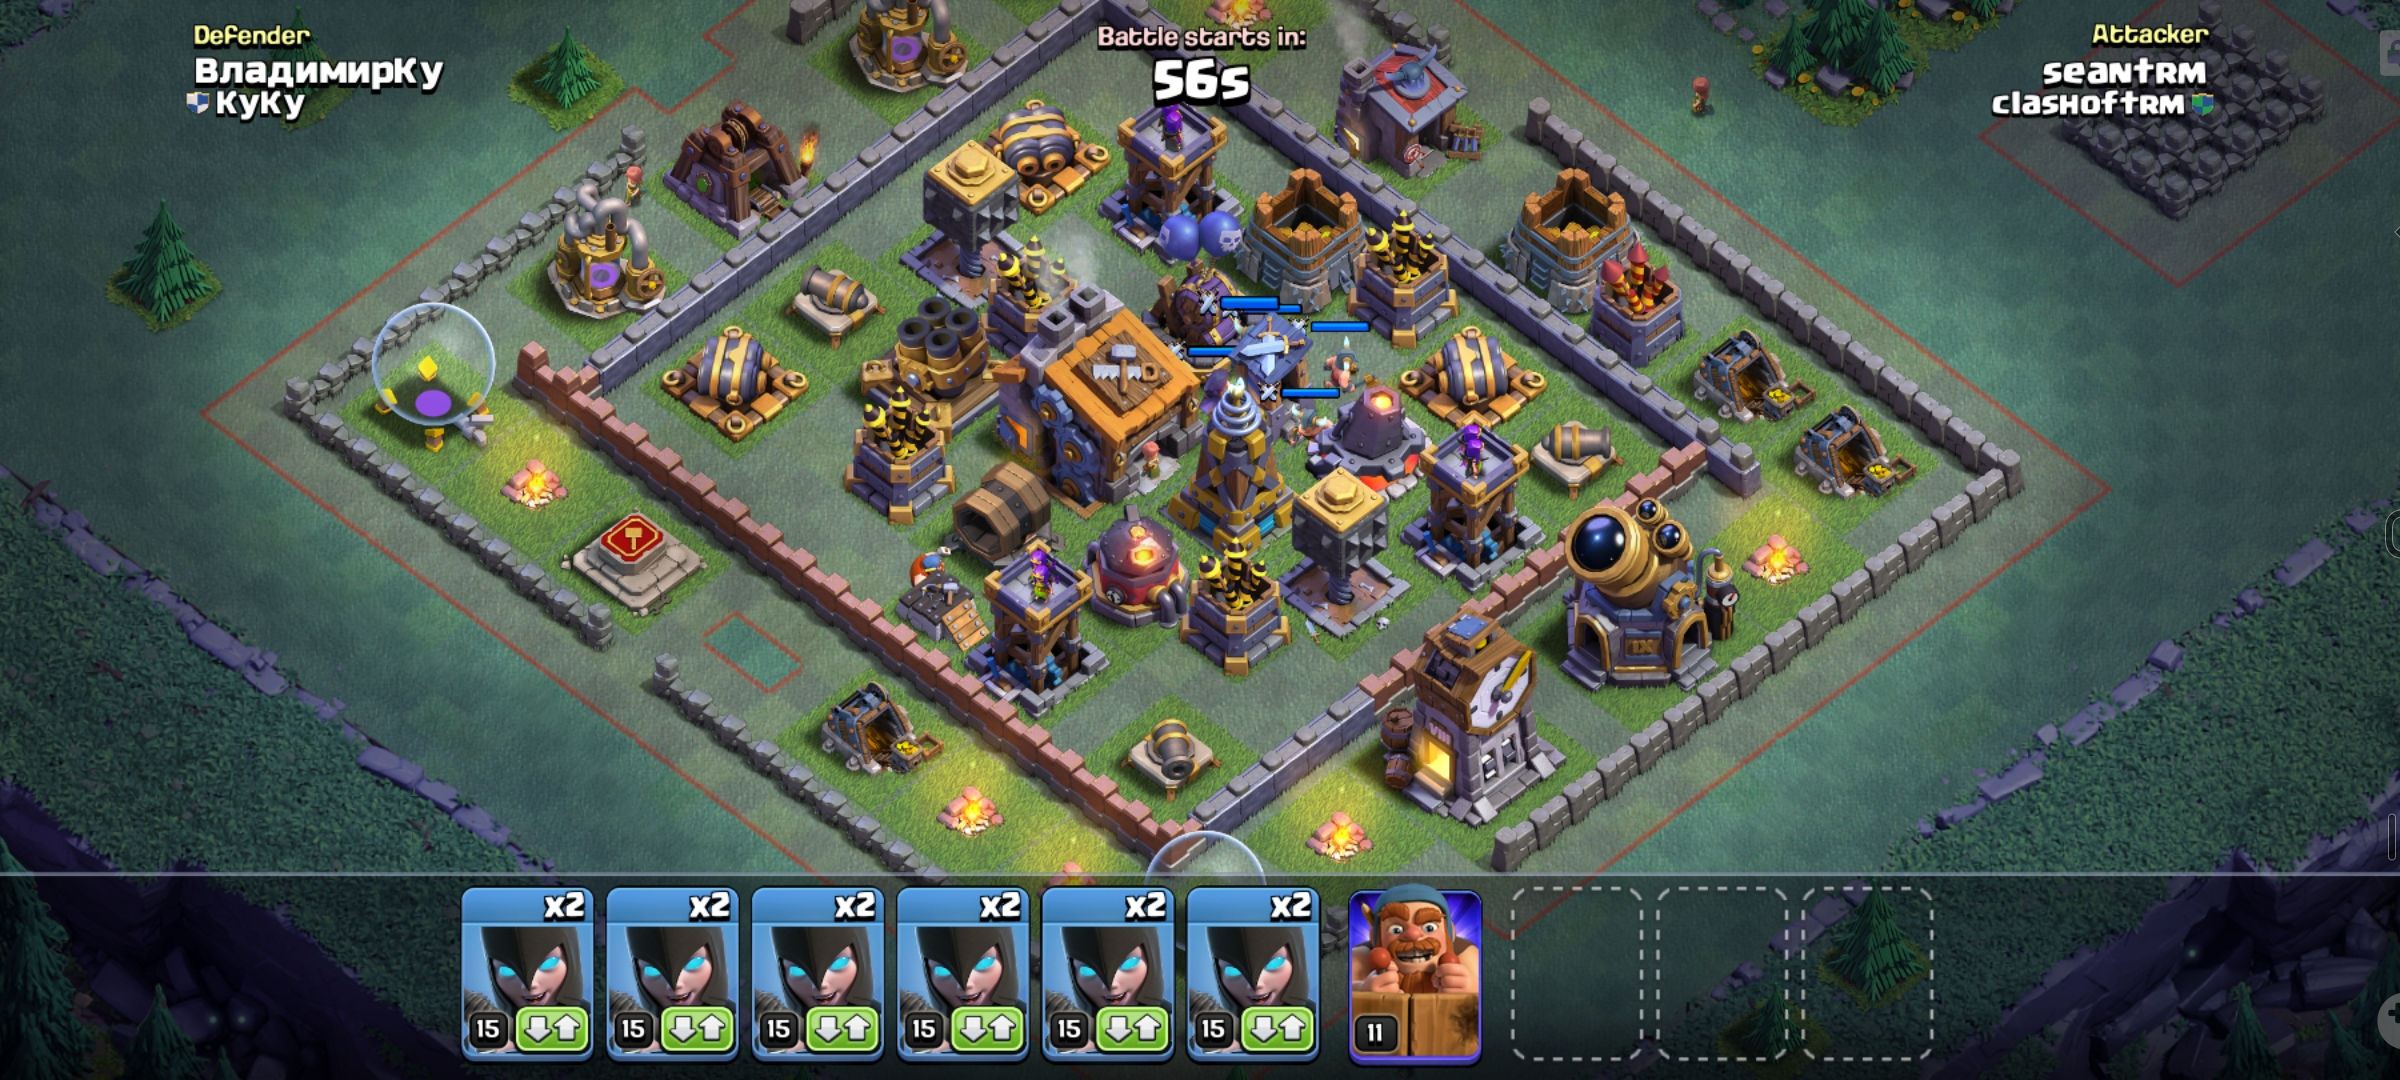 Defender
ВладимирКу
КуКу
Battle starts in:
56s
Attacker
seantRM
clashoftRM
x2
x2
x2
x2
x2
x2
15
15
15
15
15
15
11